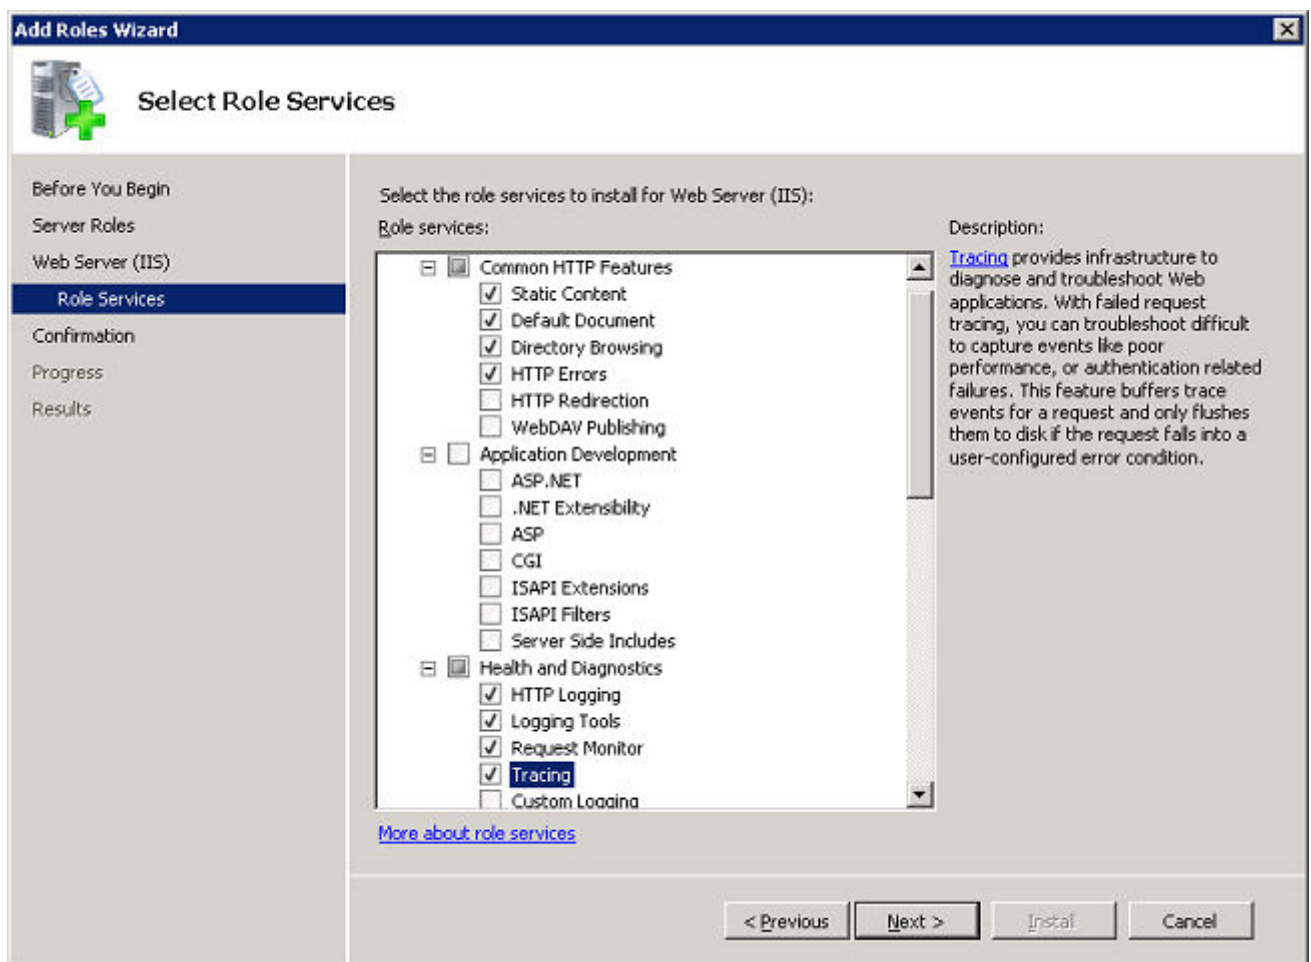 Add Roles Wizard
Select Role Services
Before You Begin
Server Roles
Web Server (IIS)
Role Services
Confirmation
Progress
Results
Select the role services to install for Web Server (IIS):
Role services:
Common HTTP Features
Static Content
Default Document
Directory Browsing
HTTP Errors
HTTP Redirection
WebDAV Publishing
Application Development
ASP.NET
.NET Extensibility
ASP
CGI
ISAPI Extensions
ISAPI Filters
Server Side Includes
Health and Diagnostics
HTTP Logging
Logging Tools
Request Monitor
Tracing
Custom Logging
More about role services
Description:
Tracing provides infrastructure to
diagnose and troubleshoot Web
applications. With failed request
tracing, you can troubleshoot difficult
to capture events like poor
performance, or authentication related
failures. This feature buffers trace
events for a request and only flushes
them to disk if the request falls into a
user-configured error condition.
< Previous
Next >
Install
Cancel